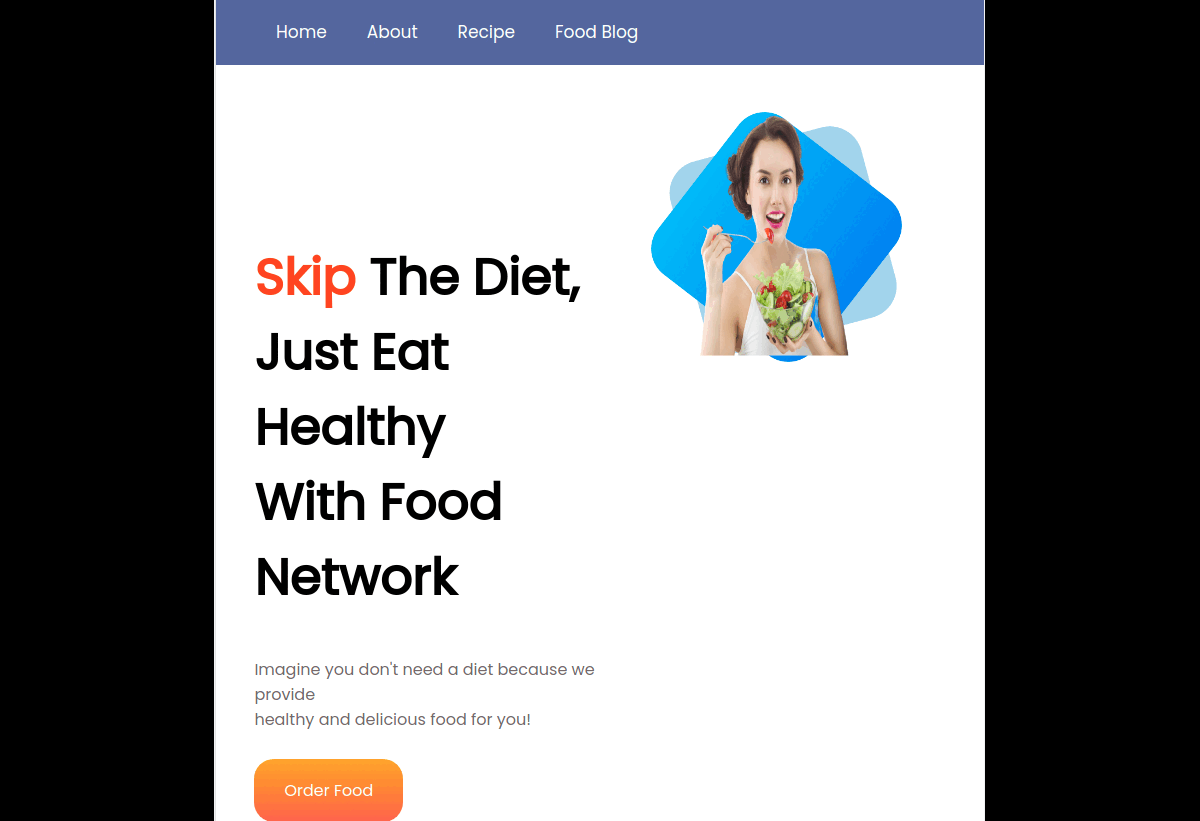 Home About Recipe Food Blog
Skip The Diet,
Just Eat
Healthy
With Food
Network
Imagine you don't need a diet because we
provide
healthy and delicious food for you!
Order Food